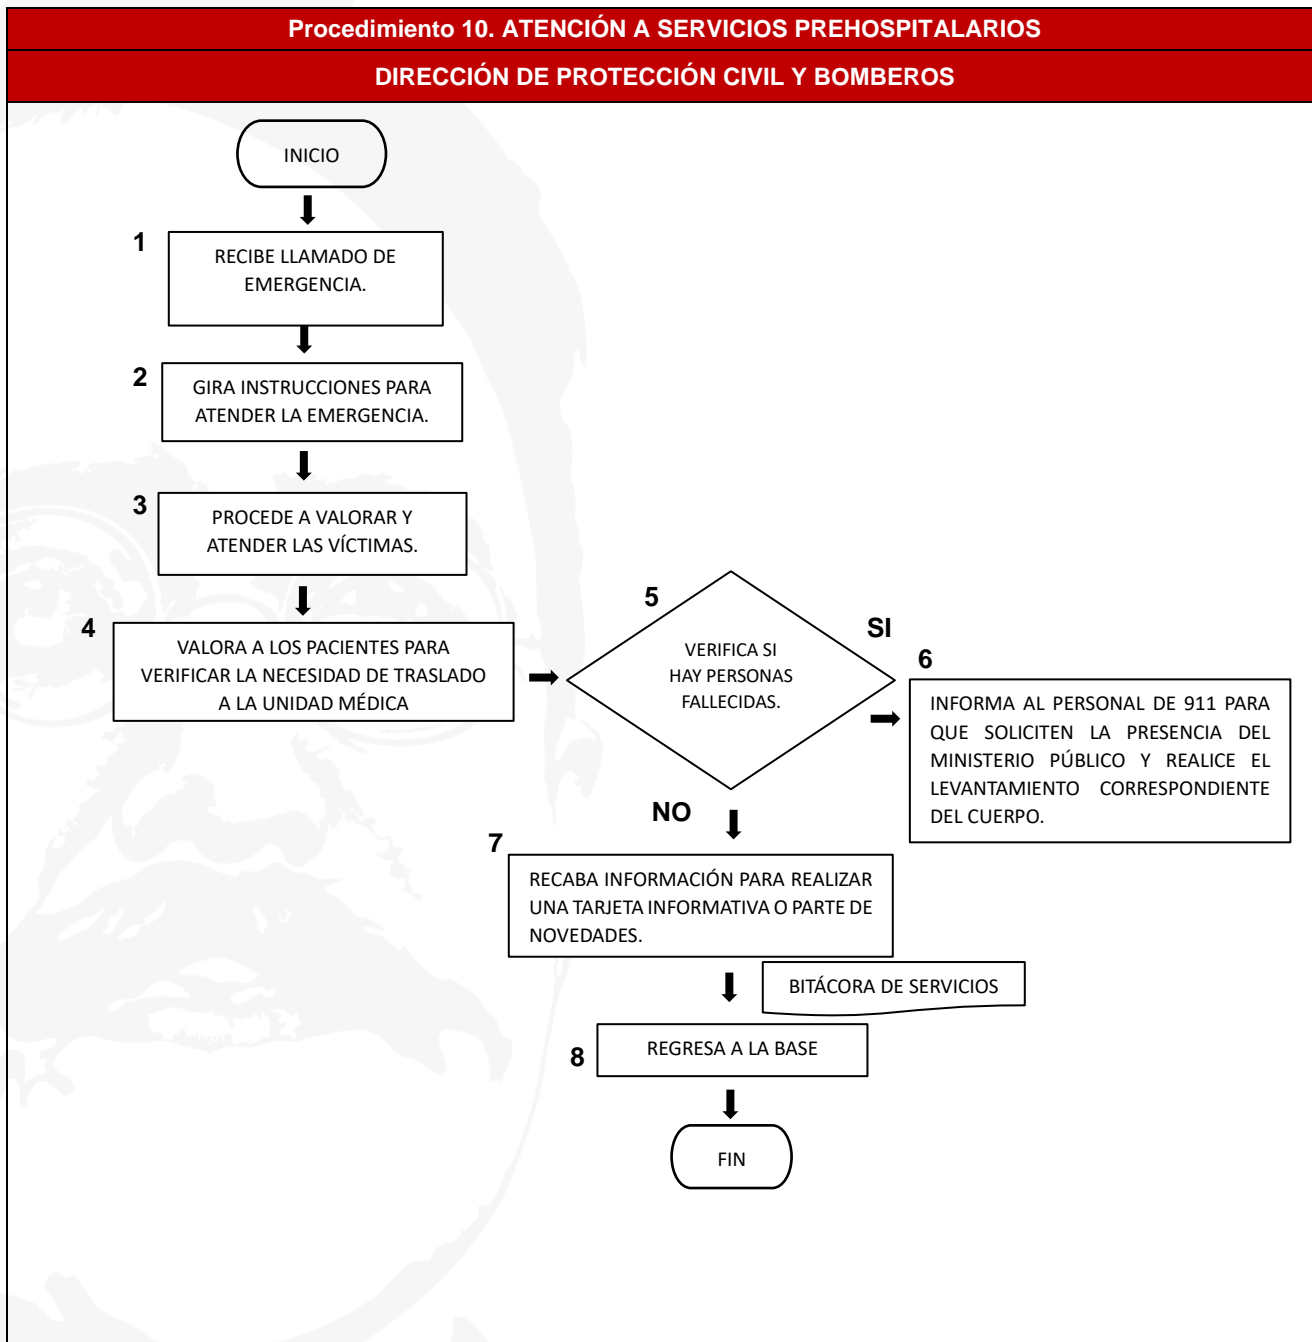 Procedimiento 10. ATENCIÓN A SERVICIOS PREHOSPITALARIOS
DIRECCIÓN DE PROTECCIÓN CIVIL Y BOMBEROS
INICIO
1
RECIBE LLAMADO DE
EMERGENCIA.
2
GIRA INSTRUCCIONES PARA
ATENDER LA EMERGENCIA.
3
PROCEDE A VALORAR Y
ATENDER LAS VÍCTIMAS.
4
VALORA A LOS PACIENTES PARA
VERIFICAR LA NECESIDAD DE TRASLADO
A LA UNIDAD MÉDICA
5
VERIFICA SI
HAY PERSONAS
FALLECIDAS.
SI
6
INFORMA AL PERSONAL DE 911 PARA
QUE SOLICITEN LA PRESENCIA DEL
MINISTERIO PÚBLICO Y REALICE EL
LEVANTAMIENTO CORRESPONDIENTE
DEL CUERPO.
NO
7
RECABA INFORMACIÓN PARA REALIZAR
UNA TARJETA INFORMATIVA O PARTE DE
NOVEDADES.
BITÁCORA DE SERVICIOS
8
REGRESA A LA BASE
FIN